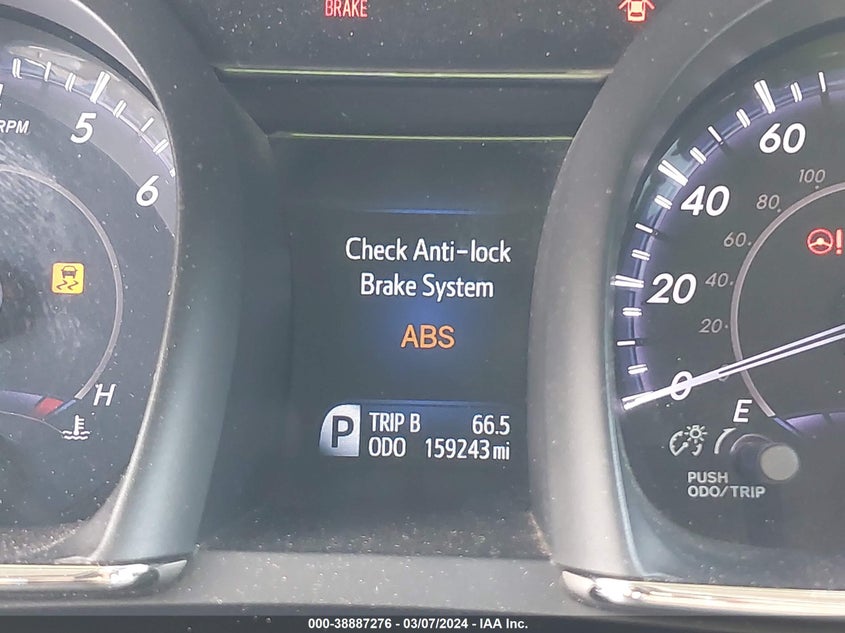 BRAKE
RPM
5
6
H
Check Anti-lock
Brake System
ABS
P
TRIP B 66.5
ODO 159243 mi
60
40
20
0
100
80
60
40
20
!
E
PUSH
ODO/TRIP
000-38887276 - 03/07/2024 - IAA Inc.